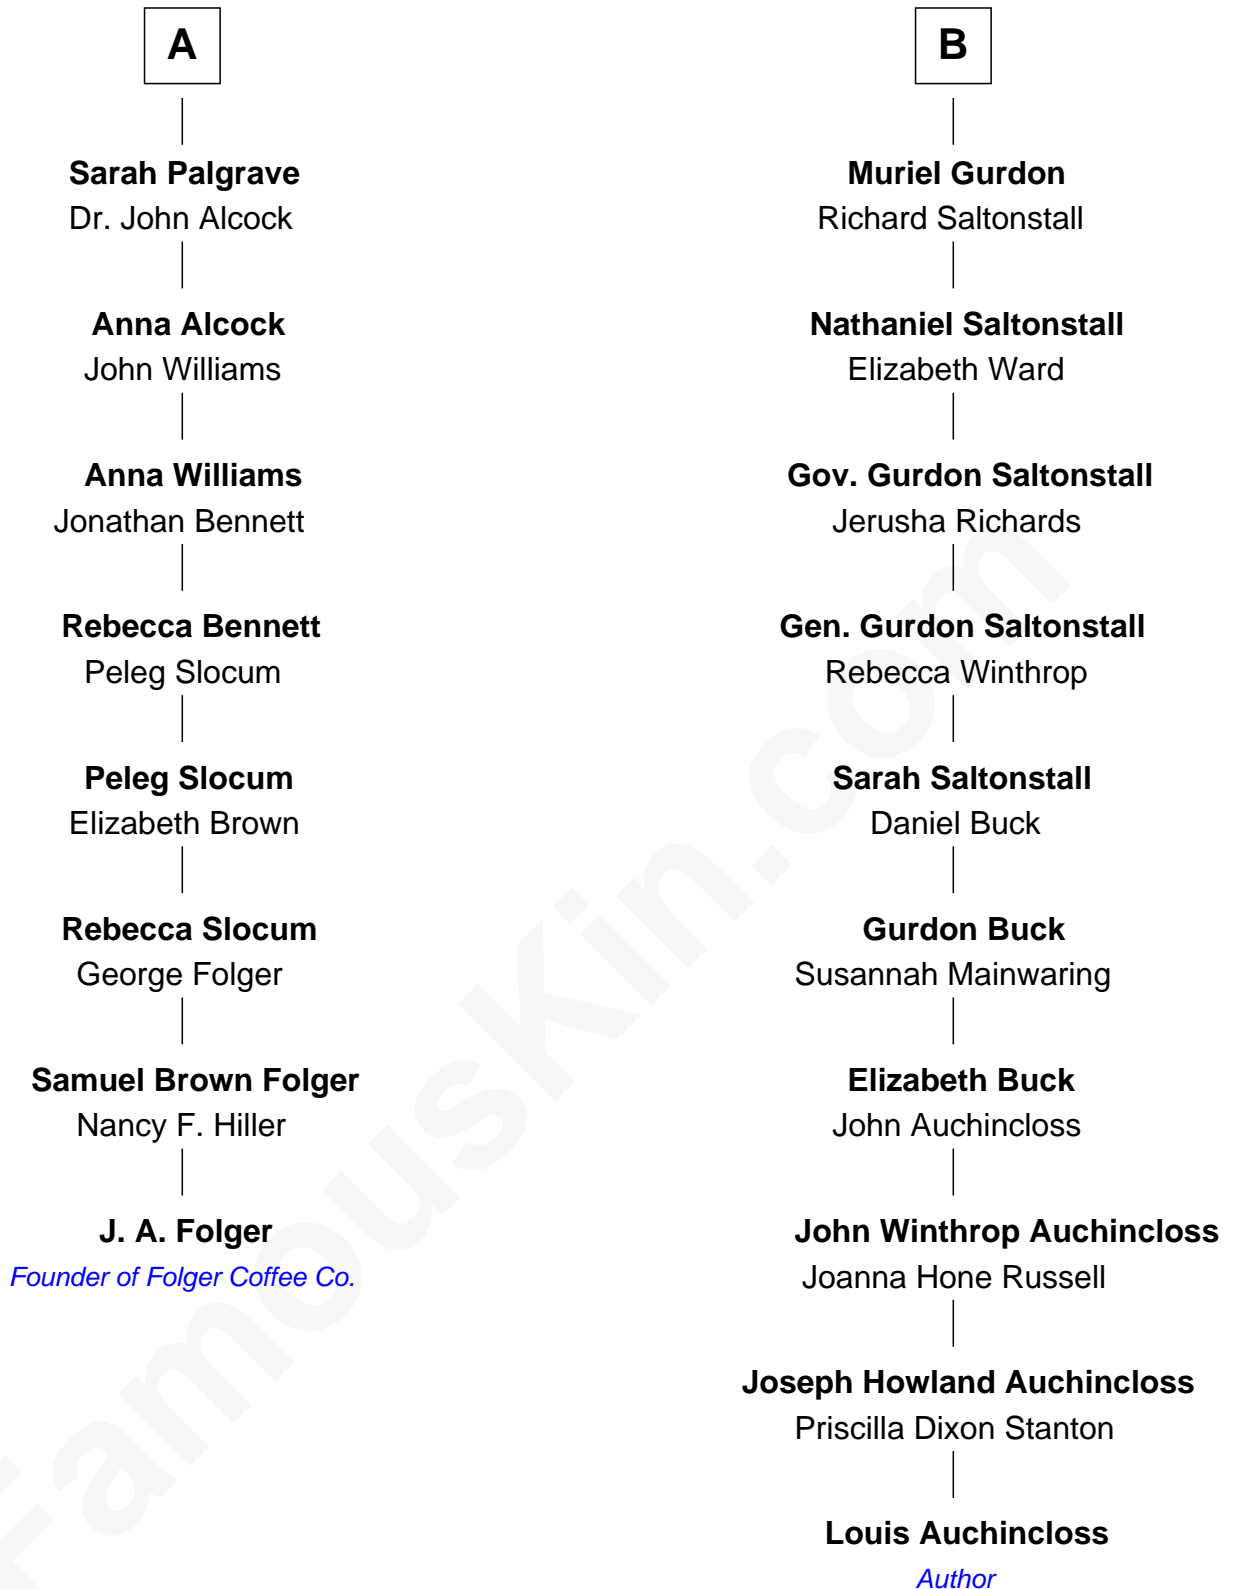 A
Sarah Palgrave
Dr. John Alcock
Anna Alcock
John Williams
Anna Williams
Jonathan Bennett
Rebecca Bennett
Peleg Slocum
Peleg Slocum
Elizabeth Brown
Rebecca Slocum
George Folger
Samuel Brown Folger
Nancy F. Hiller
J. A. Folger
Founder of Folger Coffee Co.
B
Muriel Gurdon
Richard Saltonstall
Nathaniel Saltonstall
Elizabeth Ward
Gov. Gurdon Saltonstall
Jerusha Richards
Gen. Gurdon Saltonstall
Rebecca Winthrop
Sarah Saltonstall
Daniel Buck
Gurdon Buck
Susannah Mainwaring
Elizabeth Buck
John Auchincloss
John Winthrop Auchincloss
Joanna Hone Russell
Joseph Howland Auchincloss
Priscilla Dixon Stanton
Louis Auchincloss
Author
FamousKin.com